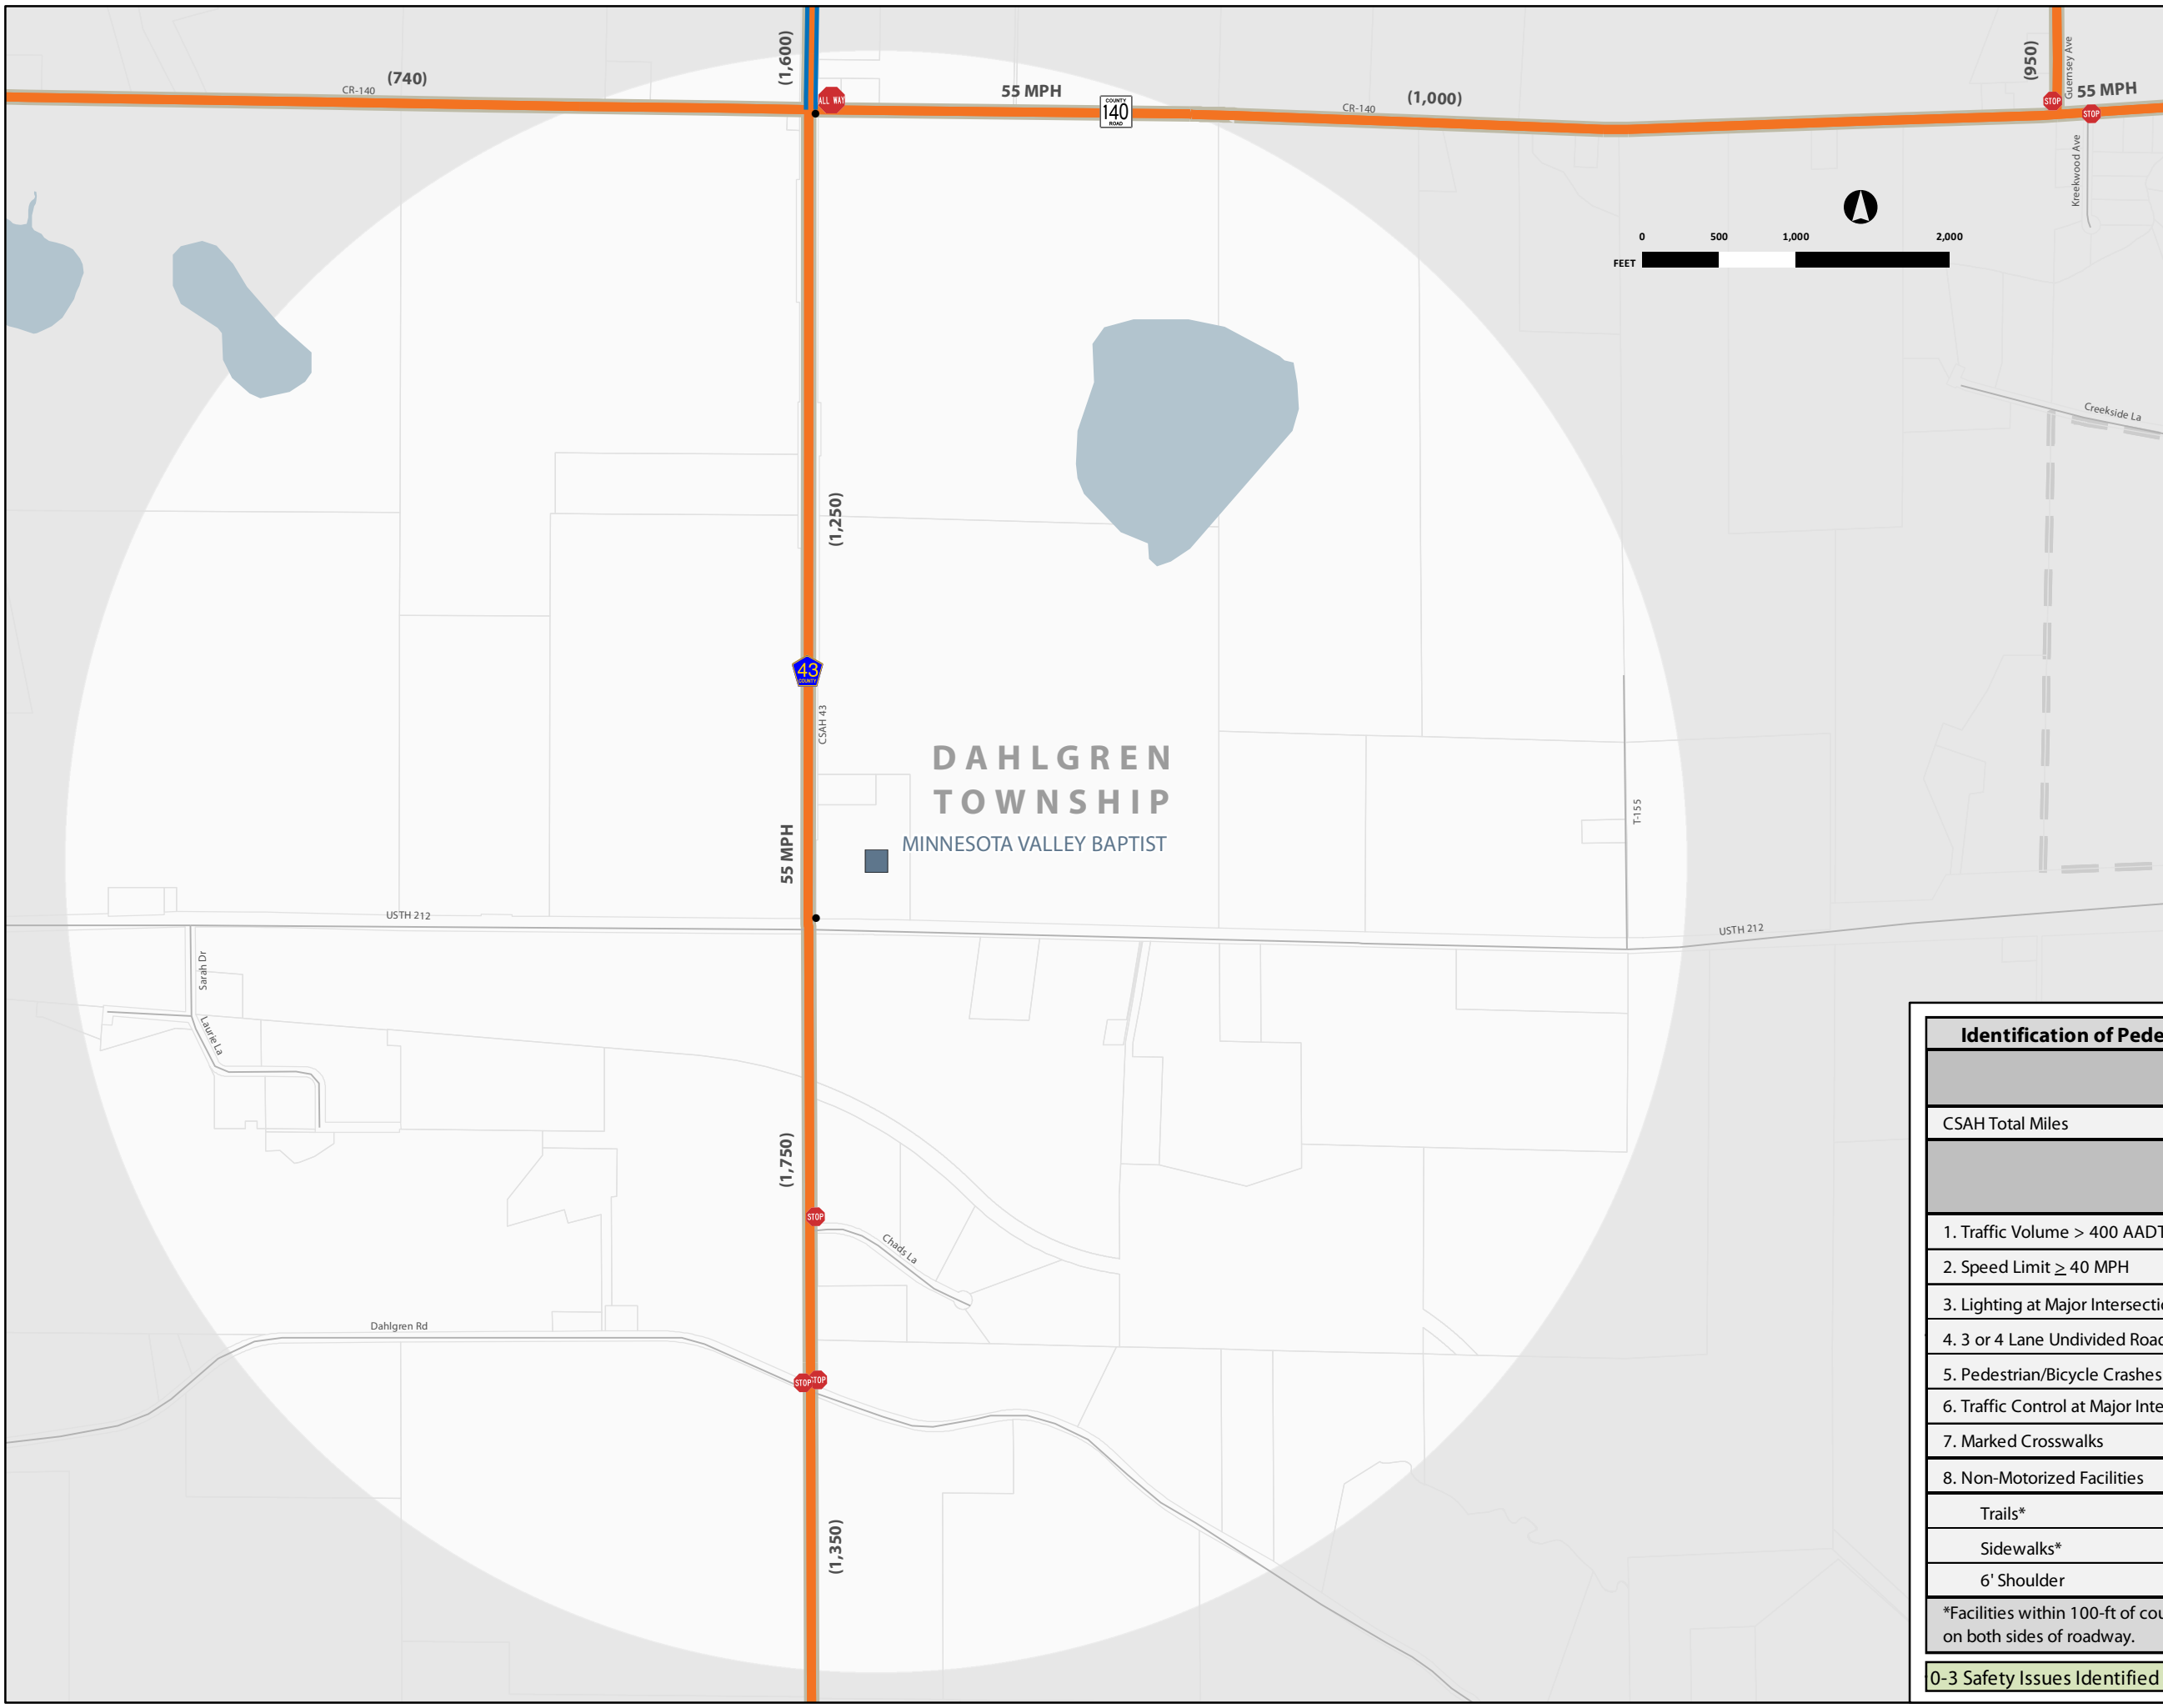 (1,600)
(950)
Guernsey Ave
(740)
CR-140
ALL WAY
55 MPH
COUNTY
140
ROAD
CR-140
(1,000)
STOP
55 MPH
STOP
Kreekwood Ave
0 500 1,000 2,000
FEET
Creekside La
(1,250)
43
COUNTY
CSAH 43
DAHLGREN
TOWNSHIP
MINNESOTA VALLEY BAPTIST
55 MPH
T-155
USTH 212
USTH 212
Sarah Dr
Laurie La
(1,750)
STOP
Chads La
Dahlgren Rd
STOP
STOP
(1,350)
Identification of Pede
CSAH Total Miles
1. Traffic Volume > 400 AADT
2. Speed Limit ≥ 40 MPH
3. Lighting at Major Intersecti
4. 3 or 4 Lane Undivided Road
5. Pedestrian/Bicycle Crashes
6. Traffic Control at Major Inte
7. Marked Crosswalks
8. Non-Motorized Facilities
Trails*
Sidewalks*
6' Shoulder
*Facilities within 100-ft of cou
on both sides of roadway.
0-3 Safety Issues Identified